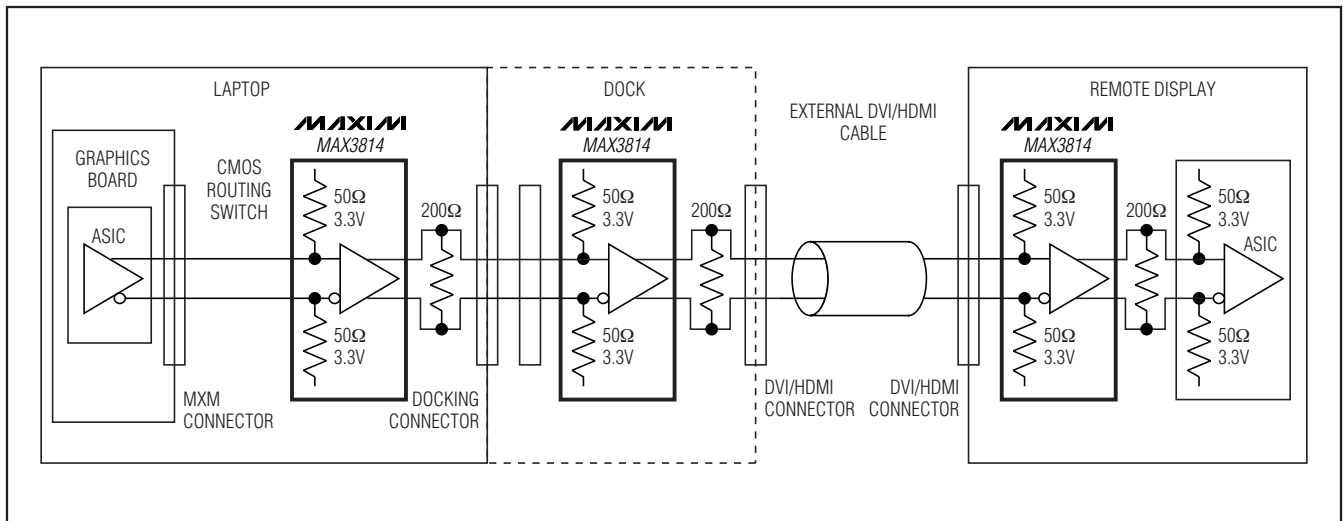 LAPTOP
DOCK
REMOTE DISPLAY
EXTERNAL DVI/HDMI
CABLE
MAXIM
MAX3814
MAXIM
MAX3814
MAXIM
MAX3814
GRAPHICS
BOARD
ASIC
CMOS
ROUTING
SWITCH
50Ω
3.3V
50Ω
3.3V
200Ω
50Ω
3.3V
50Ω
3.3V
200Ω
50Ω
3.3V
50Ω
3.3V
200Ω
50Ω
3.3V
ASIC
50Ω
3.3V
MXM
CONNECTOR
DOCKING
CONNECTOR
DVI/HDMI
CONNECTOR
DVI/HDMI
CONNECTOR